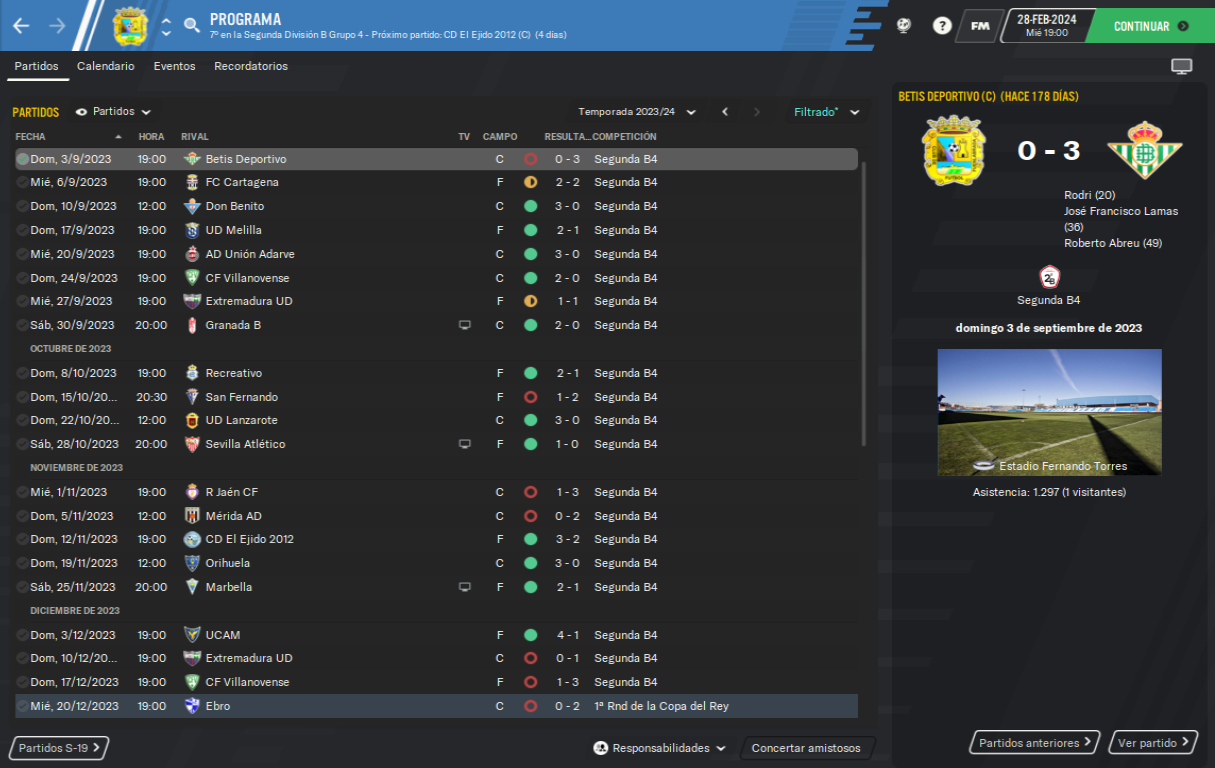 PROGRAMA
7º en la Segunda División B Grupo 4 - Próximo partido: CD El Ejido 2012 (C) (4 días)
?
FM
28-FEB-2024
Mié 19:00
CONTINUAR
Partidos Calendario Eventos Recordatorios
PARTIDOS Partidos Temporada 2023/24 Filtrado*
FECHA HORA RIVAL TV CAMPO RESULTA... COMPETICIÓN
Dom, 3/9/2023 19:00 Betis Deportivo C 0 - 3 Segunda B4
Mié, 6/9/2023 19:00 FC Cartagena F 2 - 2 Segunda B4
Dom, 10/9/2023 12:00 Don Benito C 3 - 0 Segunda B4
Dom, 17/9/2023 19:00 UD Melilla F 2 - 1 Segunda B4
Mié, 20/9/2023 19:00 AD Unión Adarve C 3 - 0 Segunda B4
Dom, 24/9/2023 19:00 CF Villanovense C 2 - 0 Segunda B4
Mié, 27/9/2023 19:00 Extremadura UD F 1 - 1 Segunda B4
Sáb, 30/9/2023 20:00 Granada B C 2 - 0 Segunda B4
OCTUBRE DE 2023
Dom, 8/10/2023 19:00 Recreativo F 2 - 1 Segunda B4
Dom, 15/10/20... 20:30 San Fernando F 1 - 2 Segunda B4
Dom, 22/10/20... 12:00 UD Lanzarote C 3 - 0 Segunda B4
Sáb, 28/10/2023 20:00 Sevilla Atlético F 1 - 0 Segunda B4
NOVIEMBRE DE 2023
Mié, 1/11/2023 19:00 R Jaén CF C 1 - 3 Segunda B4
Dom, 5/11/2023 12:00 Mérida AD C 0 - 2 Segunda B4
Dom, 12/11/2023 19:00 CD El Ejido 2012 F 3 - 2 Segunda B4
Dom, 19/11/2023 12:00 Orihuela C 3 - 0 Segunda B4
Sáb, 25/11/2023 20:00 Marbella F 2 - 1 Segunda B4
DICIEMBRE DE 2023
Dom, 3/12/2023 19:00 UCAM F 4 - 1 Segunda B4
Dom, 10/12/20... 19:00 Extremadura UD C 0 - 1 Segunda B4
Dom, 17/12/2023 19:00 CF Villanovense F 1 - 3 Segunda B4
Mié, 20/12/2023 19:00 Ebro C 0 - 2 1ª Rnd de la Copa del Rey
Partidos S-19 Responsabilidades Concertar amistosos
BETIS DEPORTIVO (C) (HACE 178 DÍAS)
0 - 3
Rodri (20)
José Francisco Lamas
(36)
Roberto Abreu (49)
2ªB
Segunda B4
domingo 3 de septiembre de 2023
Estadio Fernando Torres
Asistencia: 1.297 (1 visitantes)
Partidos anteriores Ver partido